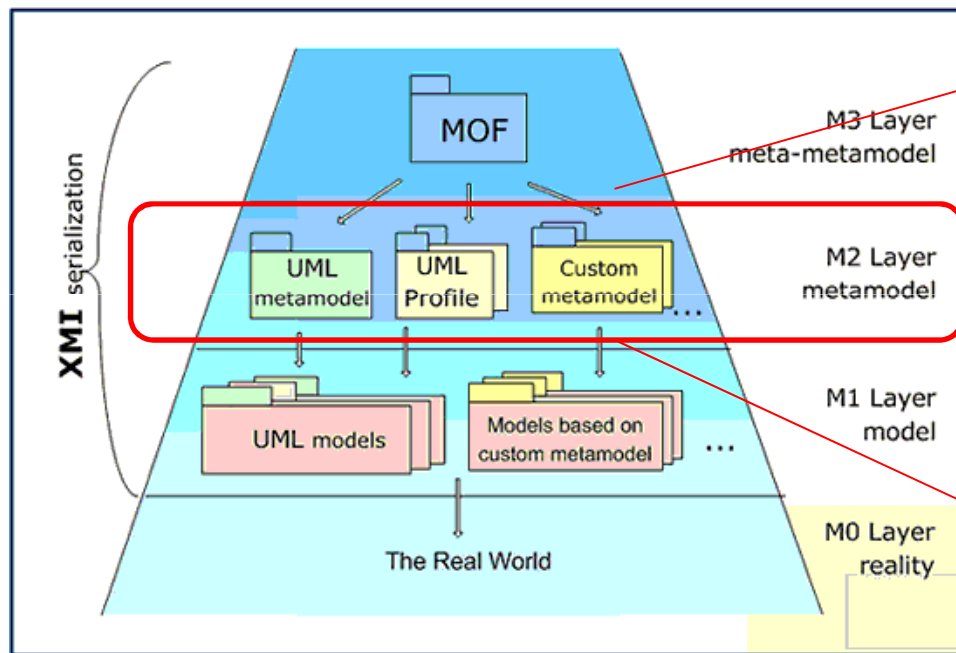 MOF
M3 Layer
meta-metamodel
XMI serialization
UML
metamodel
UML
Profile
Custom
metamodel
...
M2 Layer
metamodel
UML models
Models based on
custom metamodel
...
M1 Layer
model
The Real World
M0 Layer
reality